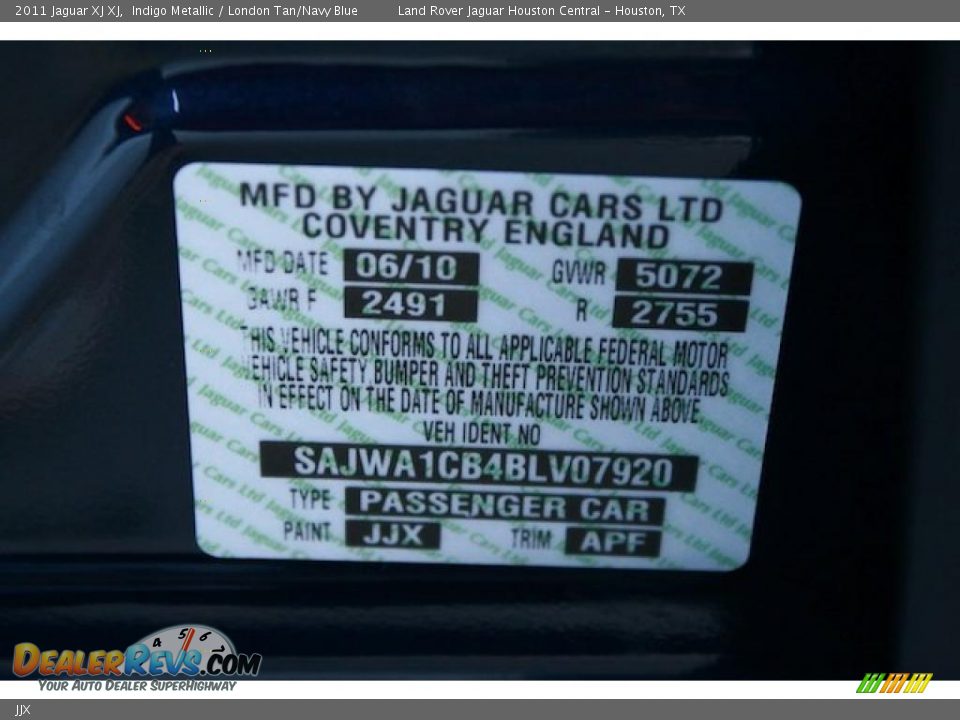 2011 Jaguar XJ XJ, Indigo Metallic / London Tan/Navy Blue Land Rover Jaguar Houston Central - Houston, TX
MFD BY JAGUAR CARS LTD
COVENTRY ENGLAND
MFD DATE 06/10 GVWR 5072
GAWR F 2491 R 2755
THIS VEHICLE CONFORMS TO ALL APPLICABLE FEDERAL MOTOR
VEHICLE SAFETY BUMPER AND THEFT PREVENTION STANDARDS
IN EFFECT ON THE DATE OF MANUFACTURE SHOWN ABOVE
VEH IDENT NO
SAJWA1CB4BLV07920
TYPE PASSENGER CAR
PAINT JJX TRIM APF
4 5 6
DEALERREVS.COM
YOUR AUTO DEALER SUPERHIGHWAY
JJX